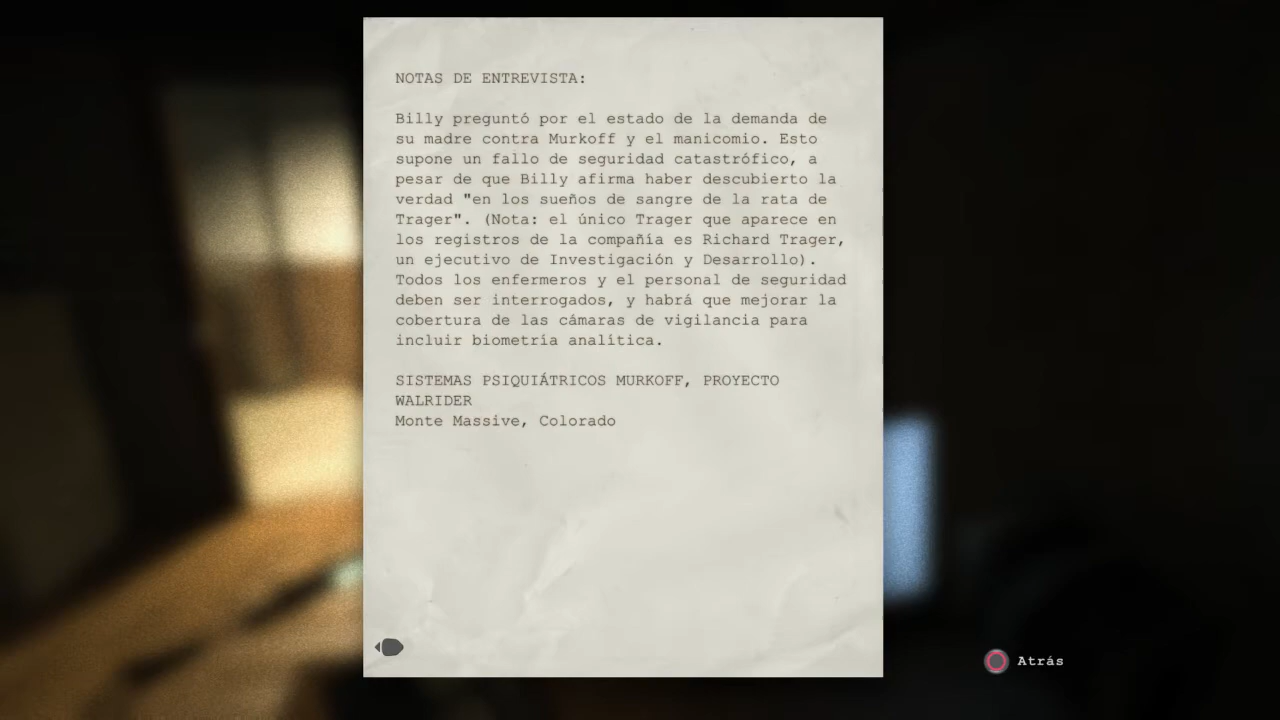 NOTAS DE ENTREVISTA:
Billy preguntó por el estado de la demanda de
su madre contra Murkoff y el manicomio. Esto
supone un fallo de seguridad catastrófico, a
pesar de que Billy afirma haber descubierto la
verdad "en los sueños de sangre de la rata de
Trager". (Nota: el único Trager que aparece en
los registros de la compañía es Richard Trager,
un ejecutivo de Investigación y Desarrollo).
Todos los enfermeros y el personal de seguridad
deben ser interrogados, y habrá que mejorar la
cobertura de las cámaras de vigilancia para
incluir biometría analítica.
SISTEMAS PSIQUIÁTRICOS MURKOFF, PROYECTO
WALRIDER
Monte Massive, Colorado
Atrás